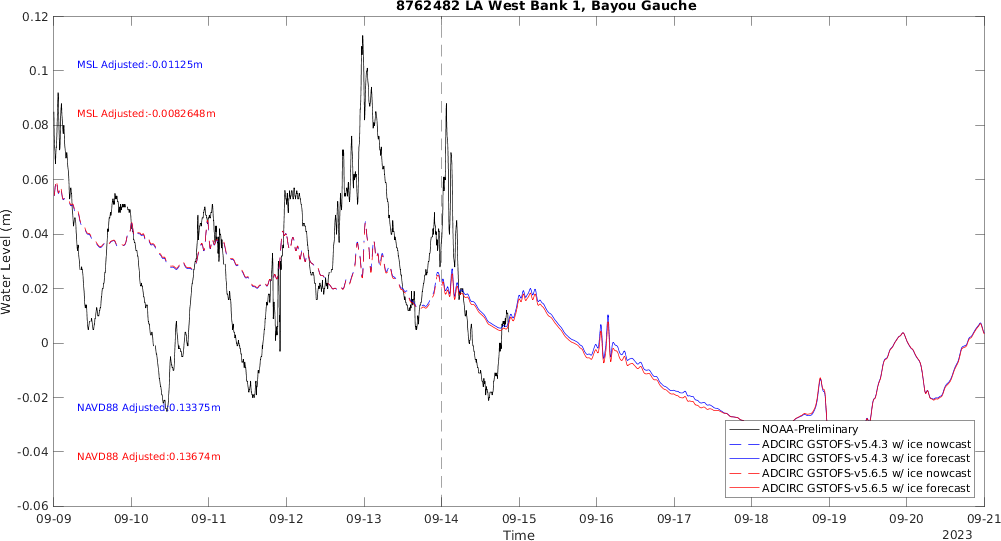 8762482 LA West Bank 1, Bayou Gauche
0.12
0.1
0.08
0.06
0.04
0.02
0
-0.02
-0.04
-0.06
Water Level (m)
MSL Adjusted:-0.01125m
MSL Adjusted:-0.0082648m
NAVD88 Adjusted:0.13375m
NAVD88 Adjusted:0.13674m
NOAA-Preliminary
ADCIRC GSTOFS-v5.4.3 w/ ice nowcast
ADCIRC GSTOFS-v5.4.3 w/ ice forecast
ADCIRC GSTOFS-v5.6.5 w/ ice nowcast
ADCIRC GSTOFS-v5.6.5 w/ ice forecast
09-09 09-10 09-11 09-12 09-13 09-14 09-15 09-16 09-17 09-18 09-19 09-20 09-21
Time
2023